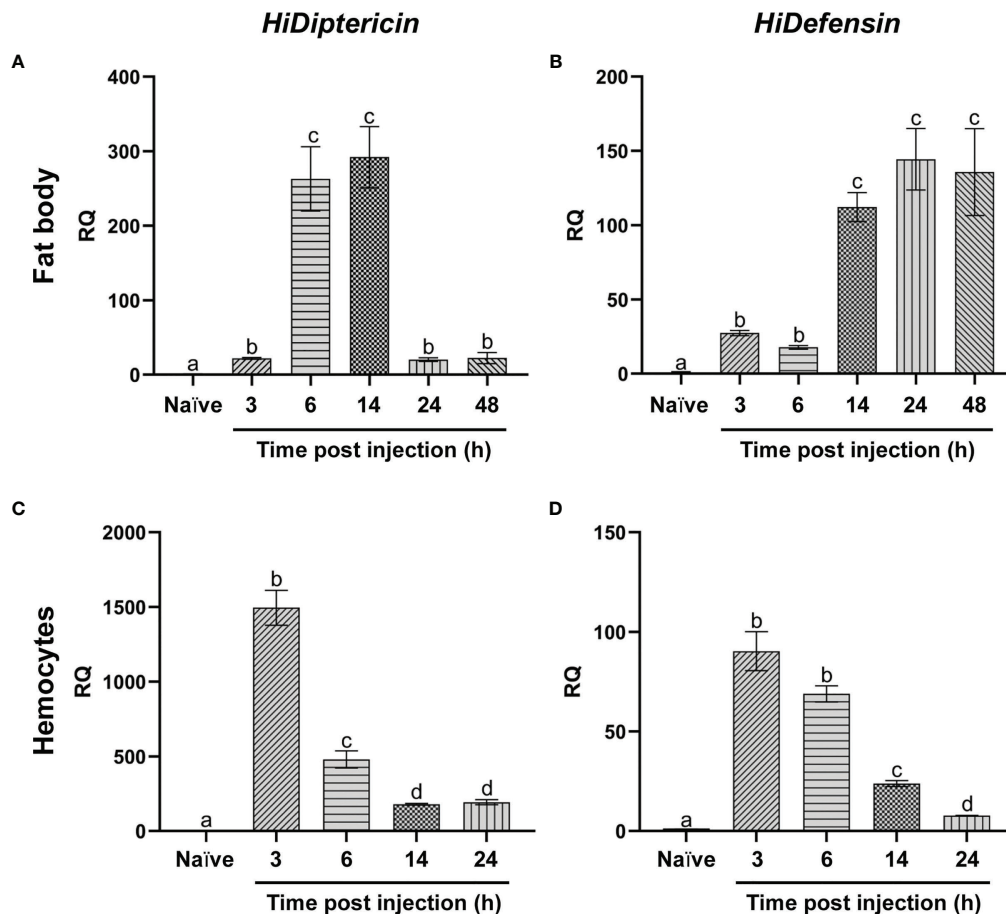 HiDiptericin
HiDefensin
A
400
300
200
100
0
RQ
Fat body
a
b
c
c
b
b
Naïve 3 6 14 24 48
Time post injection (h)
B
200
150
100
50
0
RQ
a
b
b
c
c
c
Naïve 3 6 14 24 48
Time post injection (h)
C
2000
1500
1000
500
0
RQ
Hemocytes
a
b
c
d
d
Naïve 3 6 14 24
Time post injection (h)
D
150
100
50
0
RQ
a
b
b
c
d
Naïve 3 6 14 24
Time post injection (h)